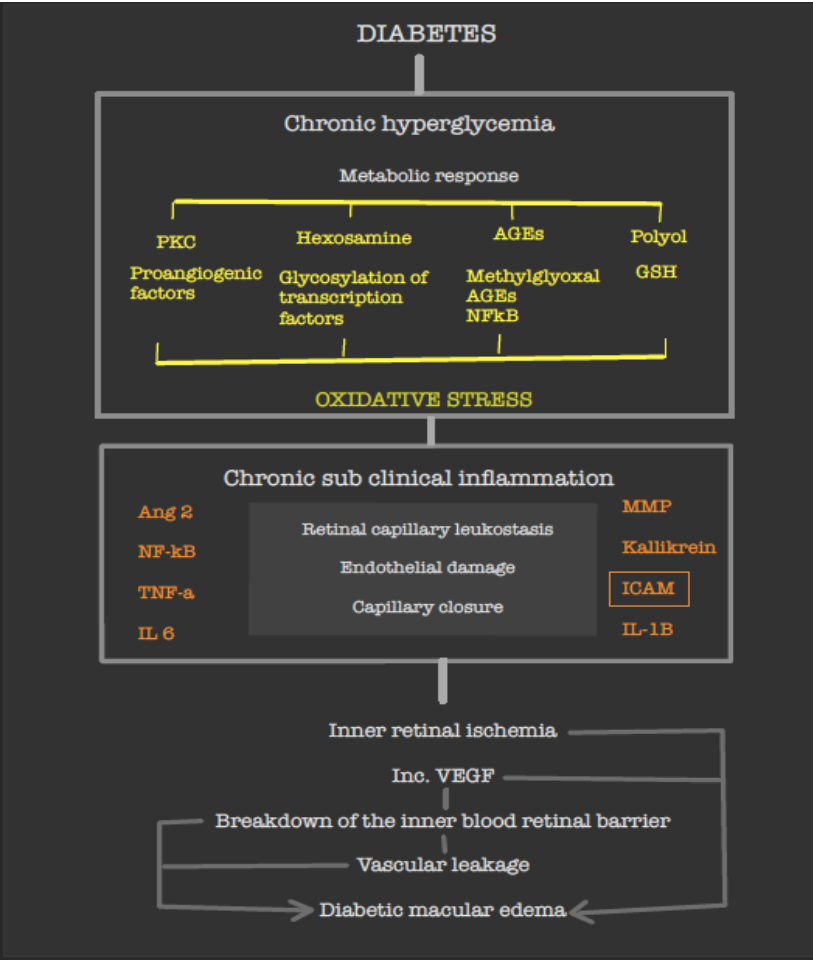 DIABETES
Chronic hyperglycemia
Metabolic response
PKC
Proangiogenic
factors
Hexosamine
Glycosylation of
transcription
factors
AGEs
Methylglyoxal
AGEs
NFkB
Polyol
GSH
OXIDATIVE STRESS
Chronic sub clinical inflammation
Ang 2
NF-kB
TNF-a
IL 6
Retinal capillary leukostasis
Endothelial damage
Capillary closure
MMP
Kallikrein
ICAM
IL-1B
Inner retinal ischemia
Inc. VEGF
Breakdown of the inner blood retinal barrier
Vascular leakage
Diabetic macular edema